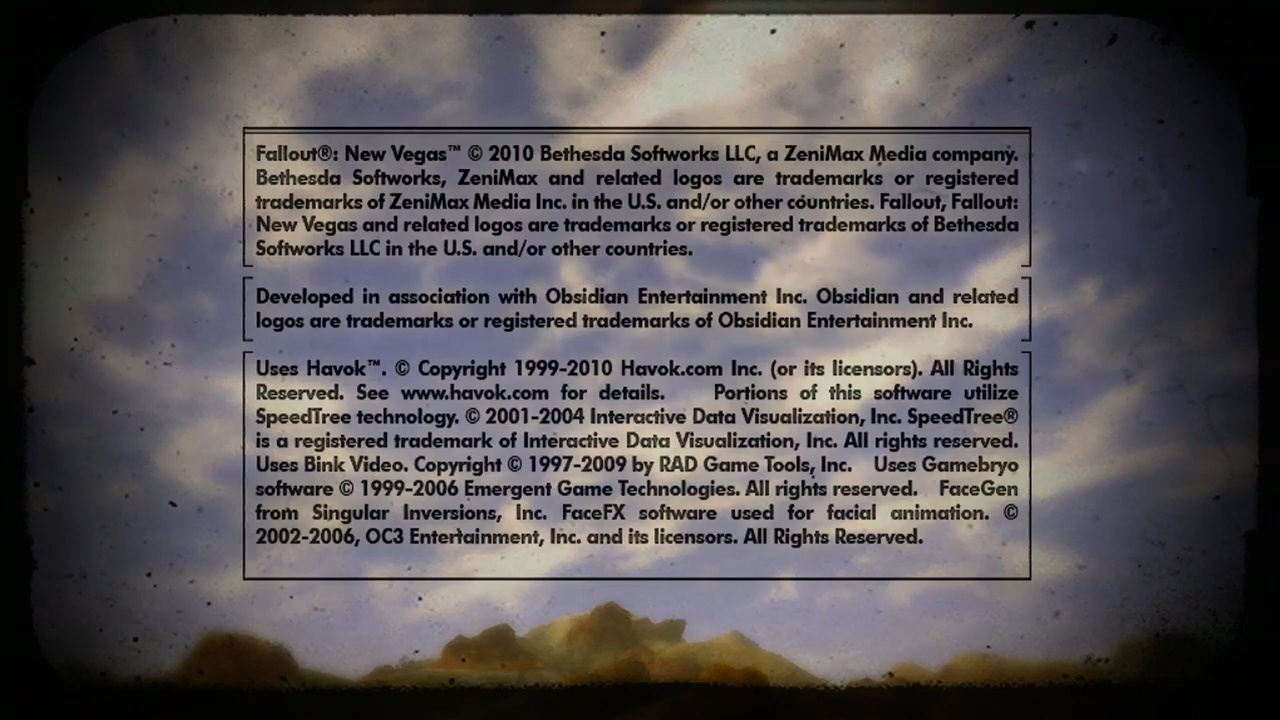 Fallout®: New Vegas™ © 2010 Bethesda Softworks LLC, a ZeniMax Media company.
Bethesda Softworks, ZeniMax and related logos are trademarks or registered
trademarks of ZeniMax Media Inc. in the U.S. and/or other countries. Fallout, Fallout:
New Vegas and related logos are trademarks or registered trademarks of Bethesda
Softworks LLC in the U.S. and/or other countries.
Developed in association with Obsidian Entertainment Inc. Obsidian and related
logos are trademarks or registered trademarks of Obsidian Entertainment Inc.
Uses Havok™. © Copyright 1999-2010 Havok.com Inc. (or its licensors). All Rights
Reserved. See www.havok.com for details. Portions of this software utilize
SpeedTree technology. © 2001-2004 Interactive Data Visualization, Inc. SpeedTree®
is a registered trademark of Interactive Data Visualization, Inc. All rights reserved.
Uses Bink Video. Copyright © 1997-2009 by RAD Game Tools, Inc. Uses Gamebryo
software © 1999-2006 Emergent Game Technologies. All rights reserved. FaceGen
from Singular Inversions, Inc. FaceFX software used for facial animation. ©
2002-2006, OC3 Entertainment, Inc. and its licensors. All Rights Reserved.